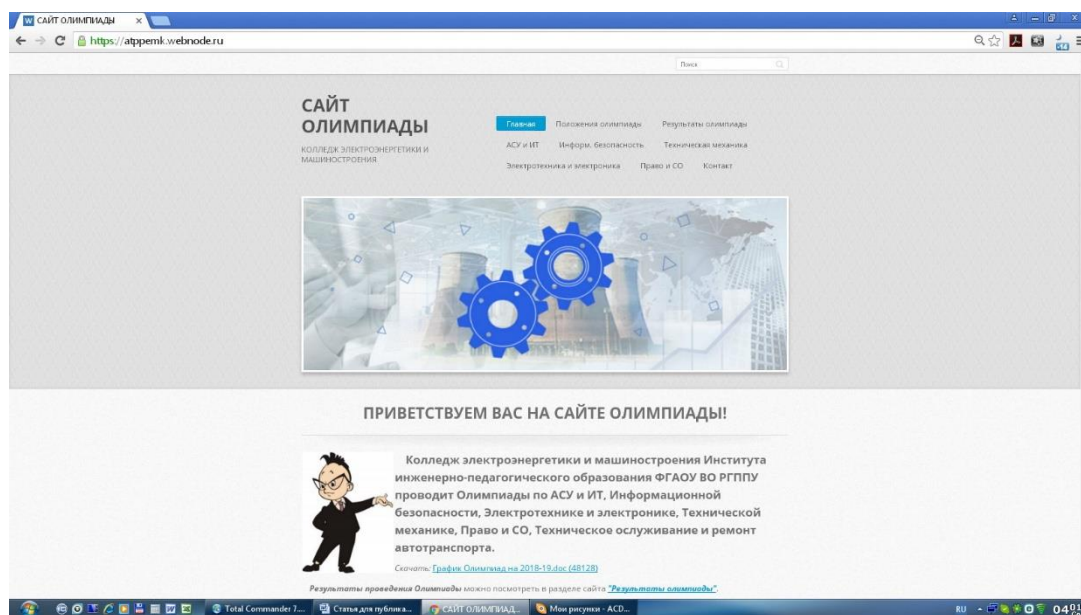 САЙТ ОЛИМПИАДЫ
https://atppemk.webnode.ru
Поиск
САЙТ
ОЛИМПИАДЫ
КОЛЛЕДЖ ЭЛЕКТРОЭНЕРГЕТИКИ И
МАШИНОСТРОЕНИЯ
Главная Положения олимпиады Результаты олимпиады
АСУ и ИТ Информ. безопасность Техническая механика
Электротехника и электроника Право и СО Контакт
ПРИВЕТСТВУЕМ ВАС НА САЙТЕ ОЛИМПИАДЫ!
Колледж электроэнергетики и машиностроения Института
инженерно-педагогического образования ФГАОУ ВО РГППУ
проводит Олимпиады по АСУ и ИТ, Информационной
безопасности, Электротехнике и электронике, Технической
механике, Право и СО, Техническое ослуживание и ремонт
автотранспорта.
Скачать: График Олимпиад на 2018-19.doc (48128)
Результаты проведения Олимпиады можно посмотреть в разделе сайта "Результаты олимпиады".
Total Commander 7.... Статья для публика... САЙТ ОЛИМПИАД... Мои рисунки - ACD... RU